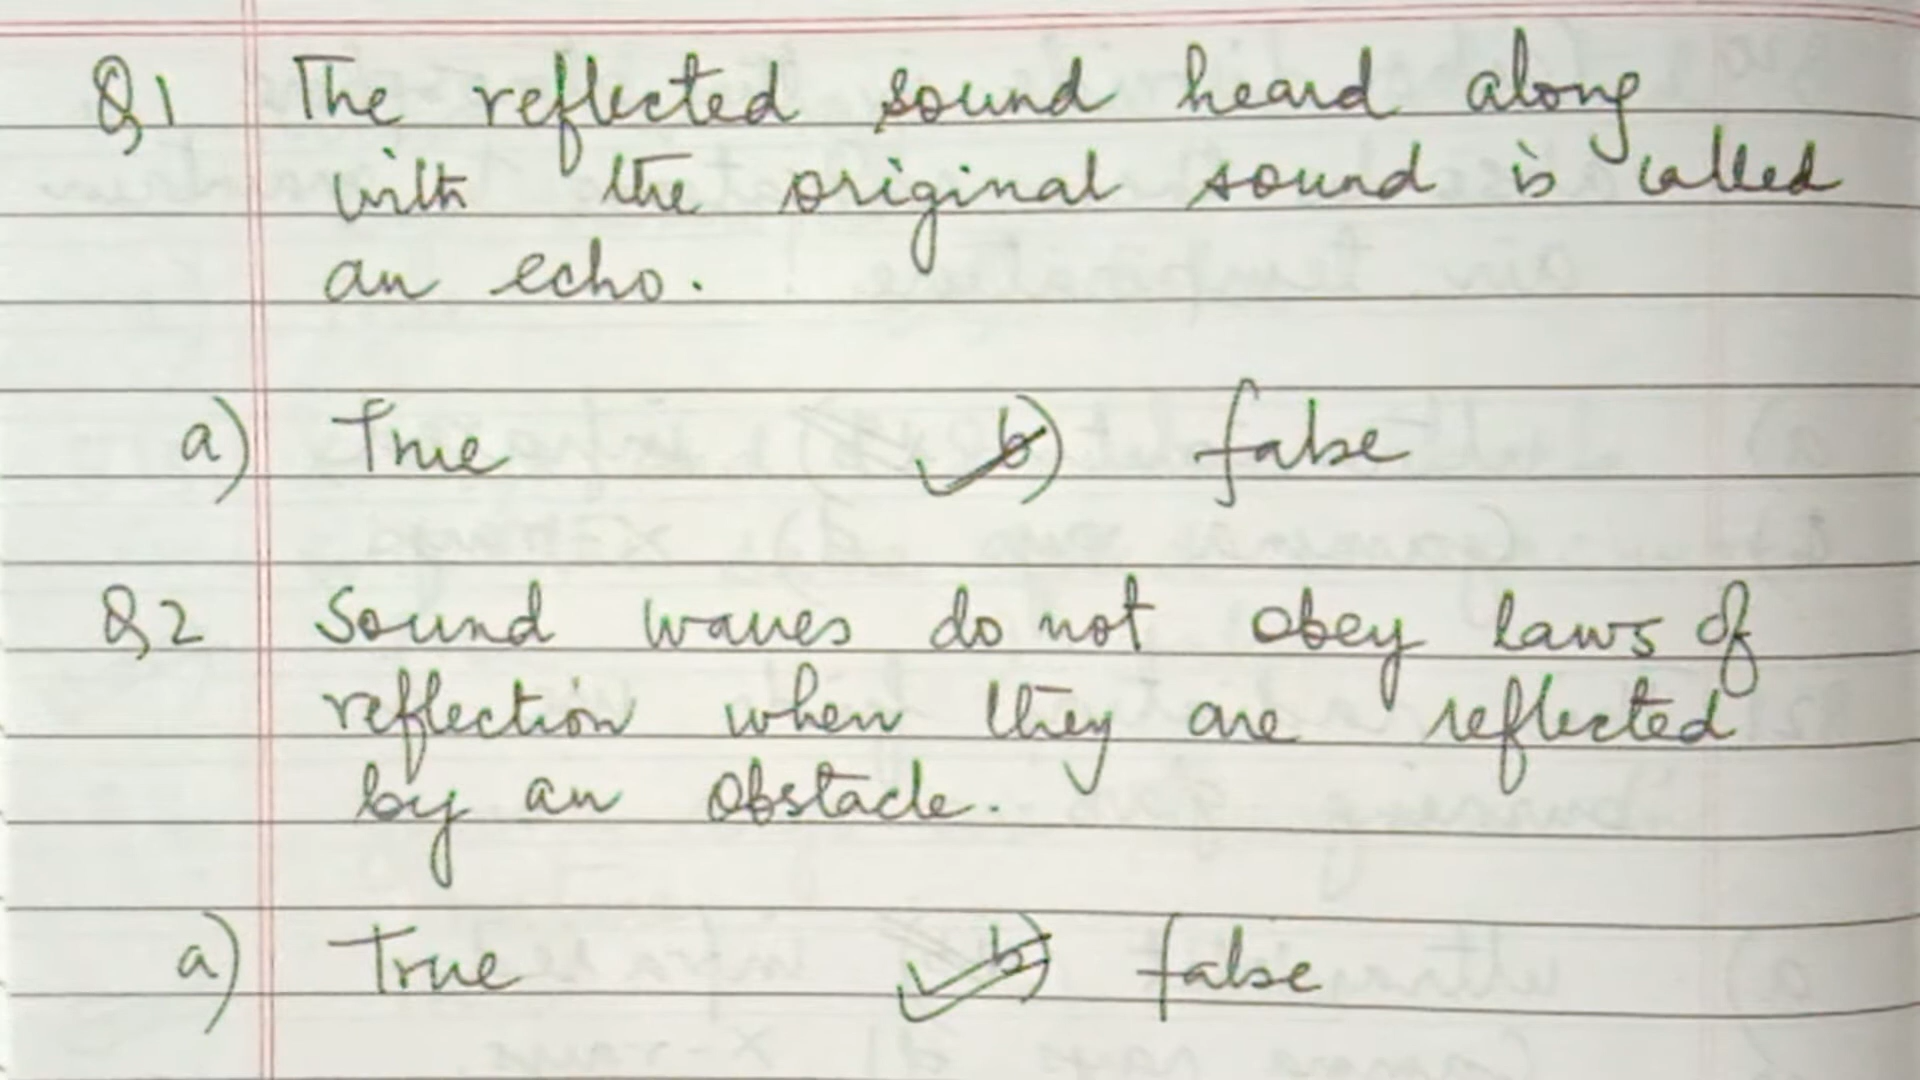 Q1 The reflected sound heard along
with the original sound is called
an echo.
a) True b) false
Q2 Sound waves do not obey laws of
reflection when they are reflected
by an obstacle.
a) True b) false